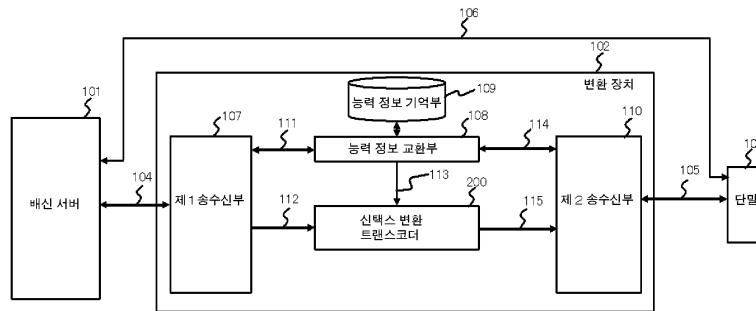 106
102
변환 장치
101
109
능력 정보 기억부
107
111
108
114
110
능력 정보 교환부
104
113
105
배신 서버
제1 송수신부
112
200
115
제2 송수신부
단말
신택스 변환
트랜스코더